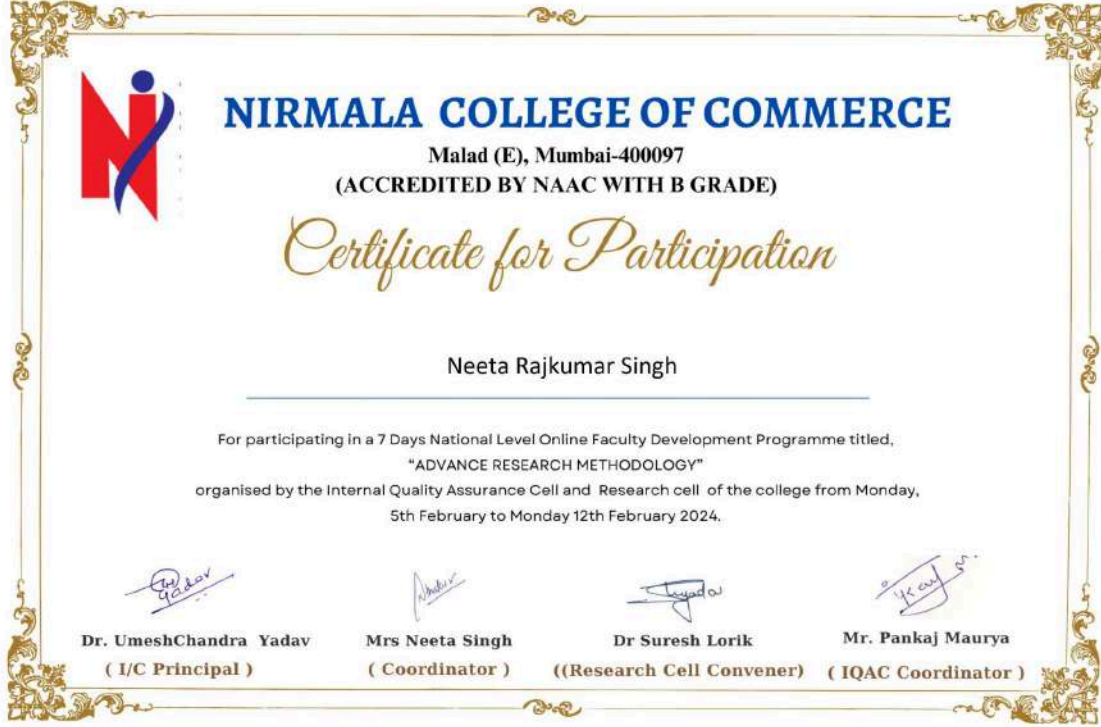 NIRMALA COLLEGE OF COMMERCE
Malad (E), Mumbai-400097
(ACCREDITED BY NAAC WITH B GRADE)
Certificate for Participation
Neeta Rajkumar Singh
For participating in a 7 Days National Level Online Faculty Development Programme titled,
“ADVANCE RESEARCH METHODOLOGY”
organised by the Internal Quality Assurance Cell and Research cell of the college from Monday,
5th February to Monday 12th February 2024.
Dr. UmeshChandra Yadav
( I/C Principal )
Mrs Neeta Singh
( Coordinator )
Dr Suresh Lorik
((Research Cell Convener)
Mr. Pankaj Maurya
( IQAC Coordinator )